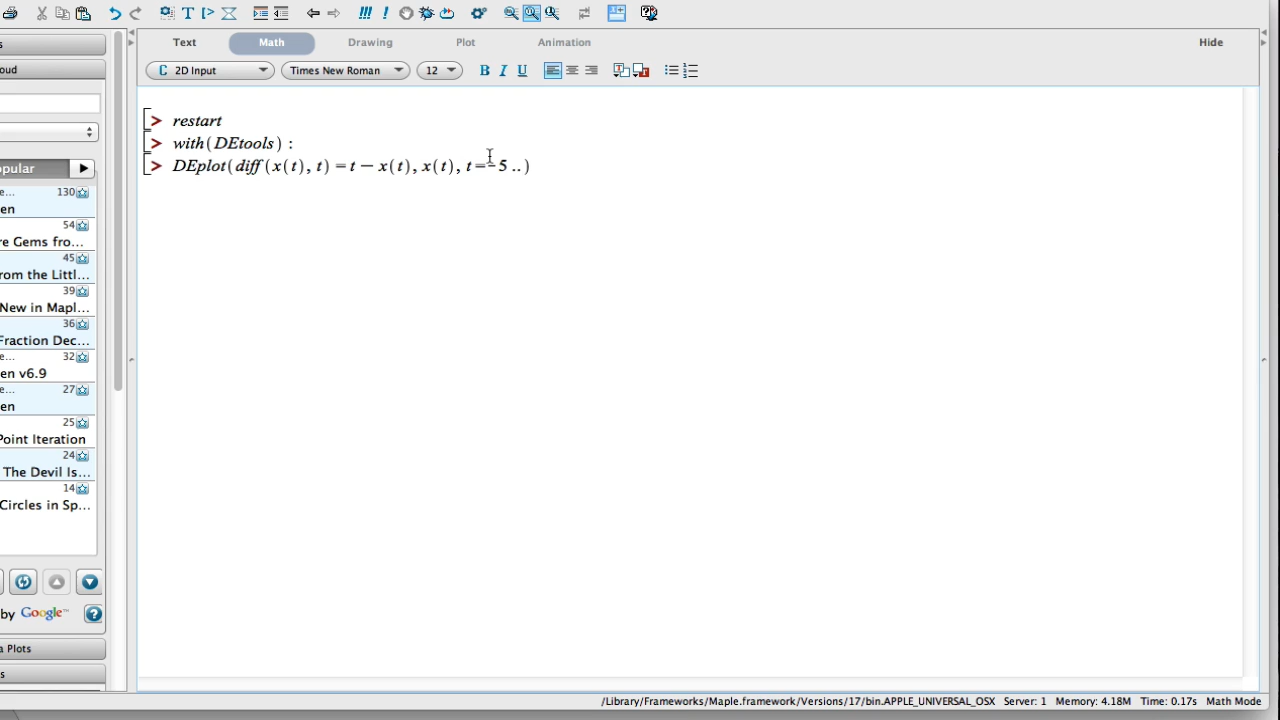 Text Math Drawing Plot Animation Hide
2D Input Times New Roman 12 B I U
s
oud
opular
> restart
> with(DEtools) :
> DEplot(diff(x(t), t) = t − x(t), x(t), t=-5 ..)
e... 130
en
54
re Gems fro...
e... 45
rom the Littl...
39
New in Mapl...
e... 36
Fraction Dec...
e... 32
en v6.9
e... 27
en
25
Point Iteration
e... 24
The Devil Is...
e... 14
Circles in Sp...
by Google™
a Plots
s
/Library/Frameworks/Maple.framework/Versions/17/bin.APPLE_UNIVERSAL_OSX Server: 1 Memory: 4.18M Time: 0.17s Math Mode